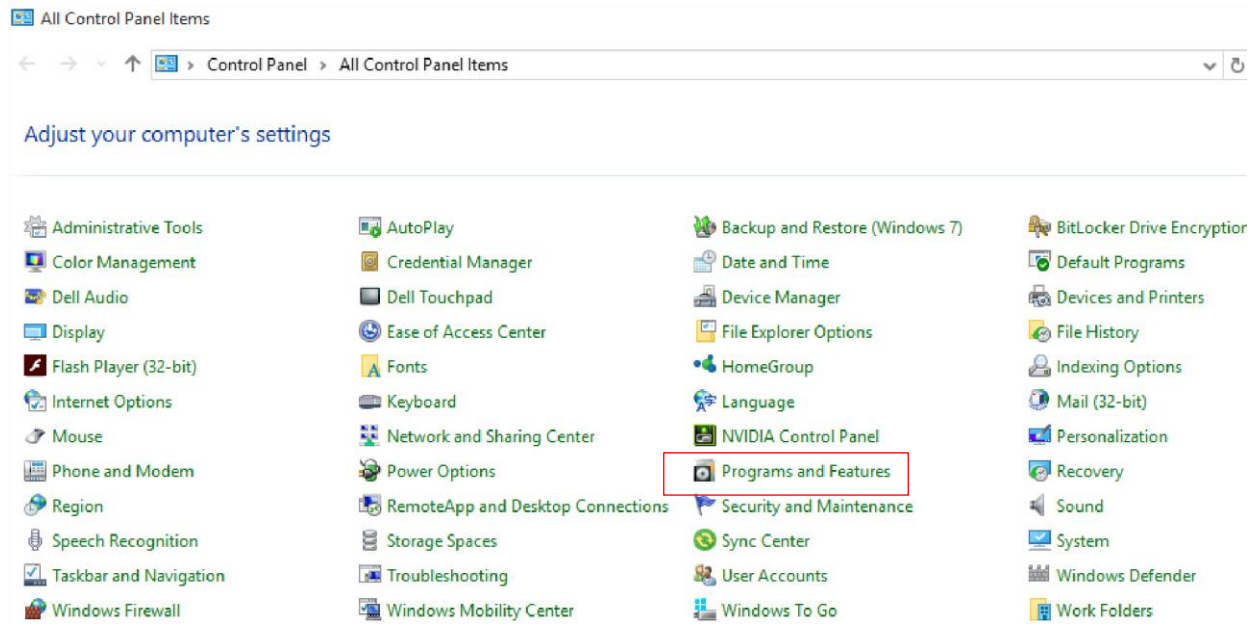 All Control Panel Items
Control Panel > All Control Panel Items
Adjust your computer's settings
Administrative Tools AutoPlay Backup and Restore (Windows 7) BitLocker Drive Encryption
Color Management Credential Manager Date and Time Default Programs
Dell Audio Dell Touchpad Device Manager Devices and Printers
Display Ease of Access Center File Explorer Options File History
Flash Player (32-bit) Fonts HomeGroup Indexing Options
Internet Options Keyboard Language Mail (32-bit)
Mouse Network and Sharing Center NVIDIA Control Panel Personalization
Phone and Modem Power Options Programs and Features Recovery
Region RemoteApp and Desktop Connections Security and Maintenance Sound
Speech Recognition Storage Spaces Sync Center System
Taskbar and Navigation Troubleshooting User Accounts Windows Defender
Windows Firewall Windows Mobility Center Windows To Go Work Folders